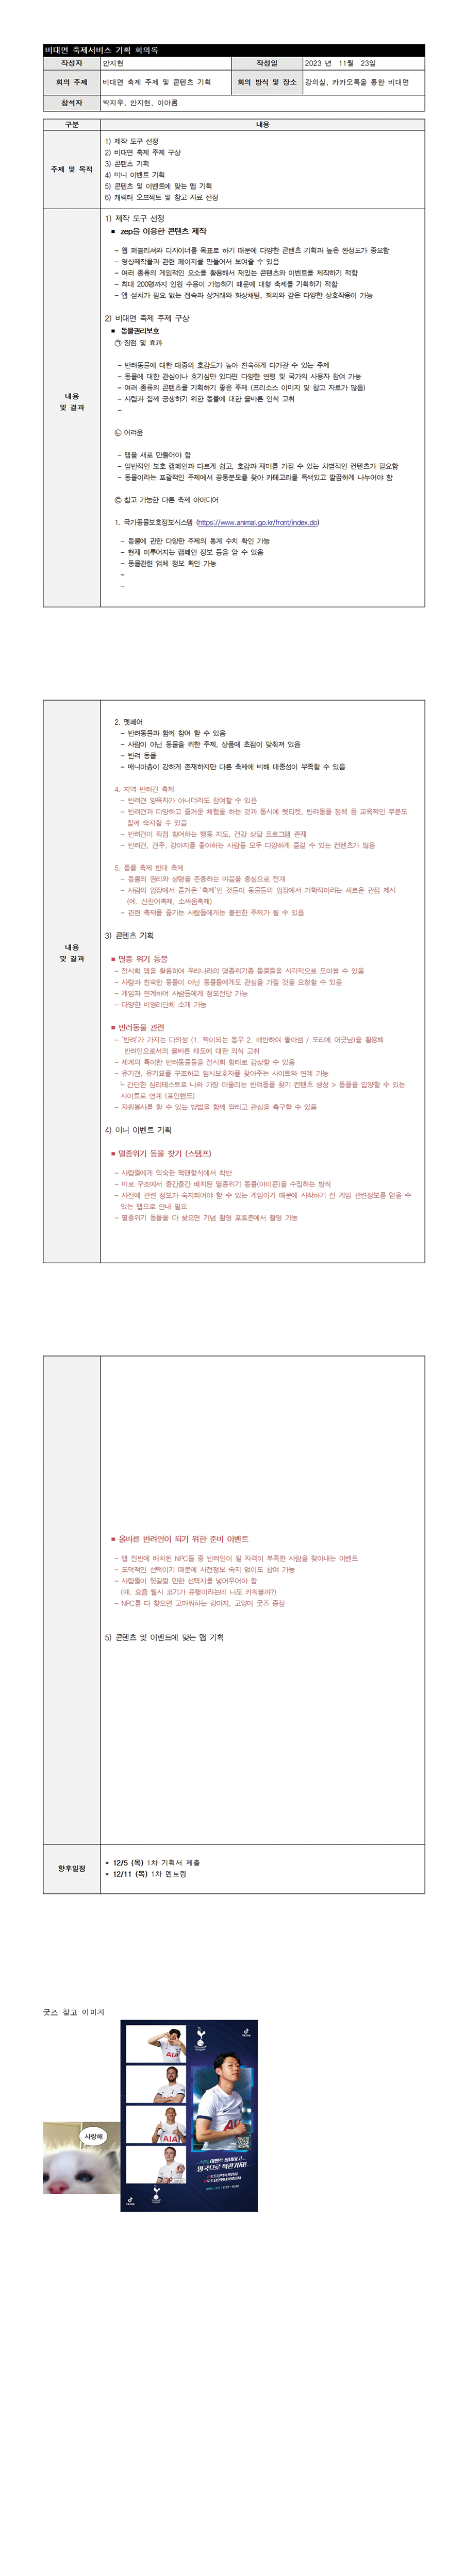 비대면 축제서비스 기획 회의록
작성자 안지현 작성일 2023 년 11월 23일
회의 주제 비대면 축제 주제 및 콘텐츠 기획 회의 방식 및 장소 강의실, 카카오톡을 통한 비대면
참석자 박지우, 안지현, 이아롬
구분 내용
주제 및 목적
1) 제작 도구 선정
2) 비대면 축제 주제 구상
3) 콘텐츠 기획
4) 미니 이벤트 기획
5) 콘텐츠 및 이벤트에 맞는 맵 기획
6) 캐릭터 오브젝트 및 참고 자료 선정
내용
및 결과
1) 제작 도구 선정
■ zep을 이용한 콘텐츠 제작
- 웹 퍼블리셔와 디자이너를 목표로 하기 때문에 다양한 콘텐츠 기획과 높은 완성도가 중요함
- 영상제작물과 관련 페이지를 만들어서 보여줄 수 있음
- 여러 종류의 게임적인 요소를 활용해서 재밌는 콘텐츠와 이벤트를 제작하기 적합
- 최대 200명까지 인원 수용이 가능하기 때문에 대형 축제를 기획하기 적합
- 앱 설치가 필요 없는 접속과 상거래와 화상채팅, 회의와 같은 다양한 상호작용이 가능
2) 비대면 축제 주제 구상
■ 동물권리보호
㉠ 장점 및 효과
- 반려동물에 대한 대중의 호감도가 높아 친숙하게 다가갈 수 있는 주제
- 동물에 대한 관심이나 호기심만 있다면 다양한 연령 및 국가의 사용자 참여 가능
- 여러 종류의 콘텐츠를 기획하기 좋은 주제 (프리소스 이미지 및 참고 자료가 많음)
- 사람과 함께 공생하기 위한 동물에 대한 올바른 인식 고취
-
㉡ 어려움
- 맵을 새로 만들어야 함
- 일반적인 보호 캠페인과 다르게 쉽고, 호감과 재미를 가질 수 있는 차별적인 컨텐츠가 필요함
- 동물이라는 포괄적인 주제에서 공통분모를 찾아 카테고리를 특색있고 깔끔하게 나누어야 함
㉢ 참고 가능한 다른 축제 아이디어
1. 국가동물보호정보시스템 (https://www.animal.go.kr/front/index.do)
- 동물에 관한 다양한 주제의 통계 수치 확인 가능
- 현재 이루어지는 캠페인 정보 등을 알 수 있음
- 동물관련 업체 정보 확인 가능
-
-
내용
및 결과
2. 펫페어
- 반려동물과 함께 참여 할 수 있음
- 사람이 아닌 동물을 위한 주제, 상품에 초점이 맞춰져 있음
- 반려 동물
- 매니아층이 강하게 존재하지만 다른 축제에 비해 대중성이 부족할 수 있음
4. 지역 반려견 축제
- 반려견 양육자가 아니더라도 참여할 수 있음
- 반려견과 다양하고 즐거운 체험을 하는 것과 동시에 펫티켓, 반려동물 정책 등 교육적인 부분도
함께 숙지할 수 있음
- 반려견이 직접 참여하는 행동 지도, 건강 상담 프로그램 존재
- 반려견, 견주, 강아지를 좋아하는 사람들 모두 다양하게 즐길 수 있는 컨텐츠가 많음
5. 동물 축제 반대 축제
- 동물의 권리와 생명을 존중하는 마음을 중심으로 전개
- 사람의 입장에서 즐거운 '축제'인 것들이 동물들의 입장에서 가학적이라는 새로운 관점 제시
(예. 산천어축제, 소싸움축제)
- 관련 축제를 즐기는 사람들에게는 불편한 주제가 될 수 있음
3) 콘텐츠 기획
■ 멸종 위기 동물
- 전시회 맵을 활용하여 우리나라의 멸종위기종 동물들을 시각적으로 모아볼 수 있음
- 사람과 친숙한 동물이 아닌 동물들에게도 관심을 가질 것을 요청할 수 있음
- 게임과 연계하여 사람들에게 정보전달 가능
- 다양한 비영리단체 소개 가능
■ 반려동물 관련
- '반려'가 가지는 다의성 (1. 짝이되는 동무 2. 배반하여 돌아섬 / 도리에 어긋남)을 활용해
반려인으로서의 올바른 태도에 대한 의식 고취
- 세계의 특이한 반려동물들을 전시회 형태로 감상할 수 있음
- 유기견, 유기묘를 구조하고 임시보호자를 찾아주는 사이트와 연계 가능
ㄴ 간단한 심리테스트로 나와 가장 어울리는 반려동물 찾기 컨텐츠 생성 > 동물을 입양할 수 있는
사이트로 연계 (포인핸드)
- 자원봉사를 할 수 있는 방법을 함께 알리고 관심을 촉구할 수 있음
4) 미니 이벤트 기획
■ 멸종위기 동물 찾기 (스탬프)
- 사람들에게 익숙한 팩맨형식에서 착안
- 미로 구조에서 중간중간 배치된 멸종위기 동물(아이콘)을 수집하는 방식
- 사전에 관련 정보가 숙지되어야 할 수 있는 게임이기 때문에 시작하기 전 게임 관련정보를 얻을 수
있는 맵으로 안내 필요
- 멸종위기 동물을 다 찾으면 기념 촬영 포토존에서 촬영 가능
■ 올바른 반려인이 되기 위한 준비 이벤트
- 맵 전반에 배치된 NPC들 중 반려인이 될 자격이 부족한 사람을 찾아내는 이벤트
- 도덕적인 선택이기 때문에 사전정보 숙지 없이도 참여 가능
- 사람들이 헷갈릴 만한 선택지를 넣어두어야 함
(예. 요즘 웰시 코기가 유행이라는데 나도 키워볼까?)
- NPC를 다 찾으면 고마워하는 강아지, 고양이 굿즈 증정
5) 콘텐츠 및 이벤트에 맞는 맵 기획
향후일정
* 12/5 (목) 1차 기획서 제출
* 12/11 (목) 1차 멘토링
굿즈 참고 이미지
사랑해
AIA
AIA
AIA